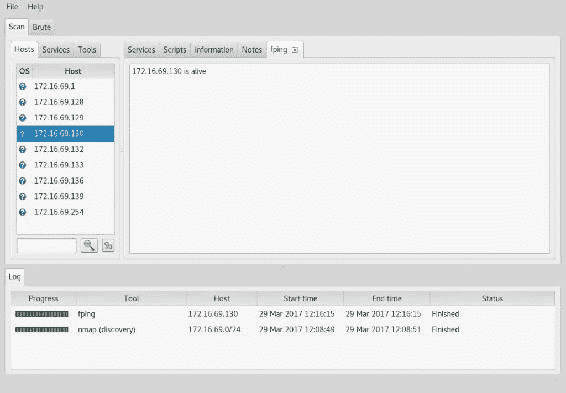 File Help
Scan Brute
Hosts Services Tools
Services Scripts Information Notes fping
OS Host
172.16.69.1
172.16.69.128
172.16.69.129
172.16.69.130
172.16.69.132
172.16.69.133
172.16.69.136
172.16.69.139
172.16.69.254
172.16.69.130 is alive
Log
Progress Tool Host Start time End time Status
fping 172.16.69.130 29 Mar 2017 12:16:15 29 Mar 2017 12:16:15 Finished
nmap (discovery) 172.16.69.0/24 29 Mar 2017 12:08:49 29 Mar 2017 12:08:51 Finished